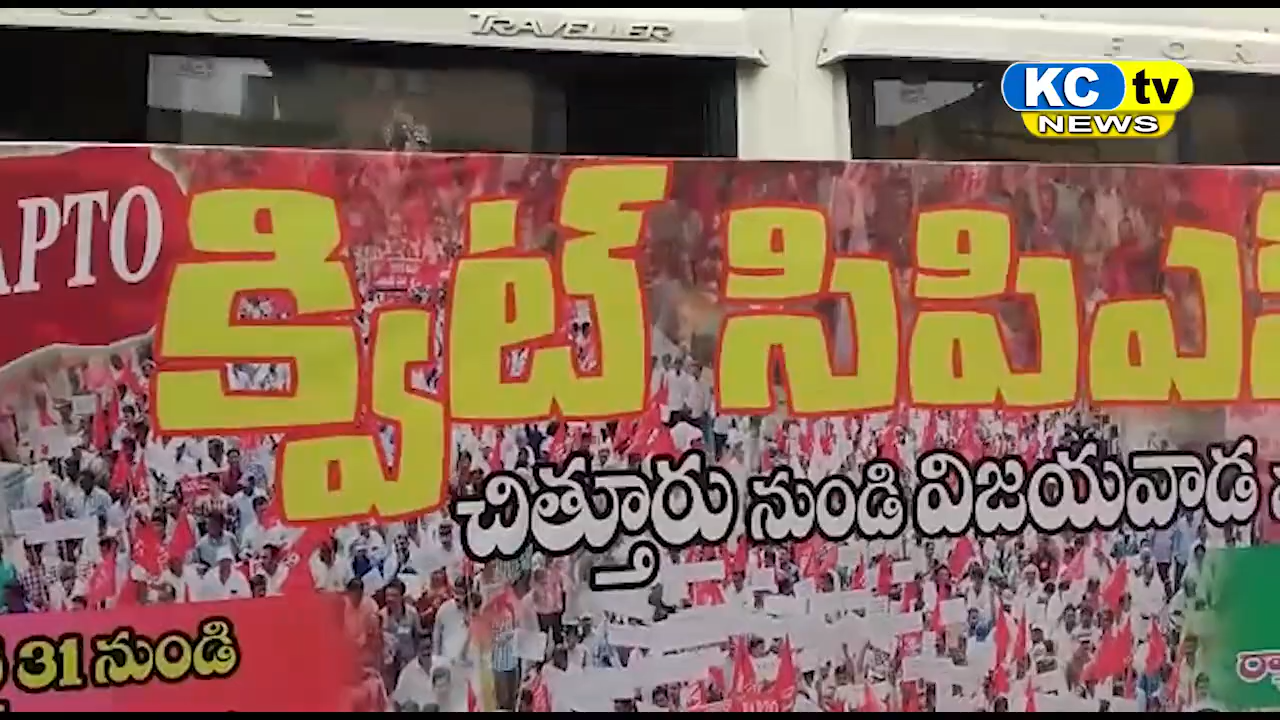 TRAVELLER
KC tv
NEWS
APTO
క్విట్ సిపిఎ
చిత్తూరు నుండి విజయవాడ
31 నుండి